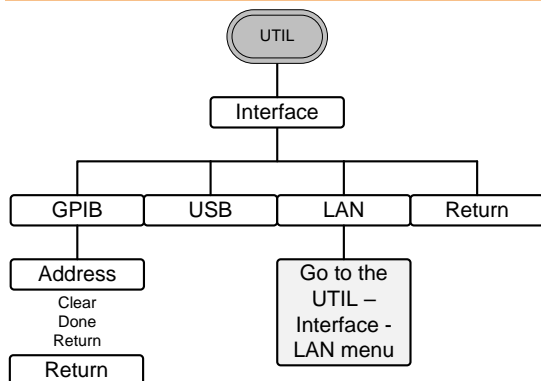 UTIL
Interface
GPIB
USB
LAN
Return
Address
Clear
Done
Return
Return
Go to the
UTIL –
Interface -
LAN menu